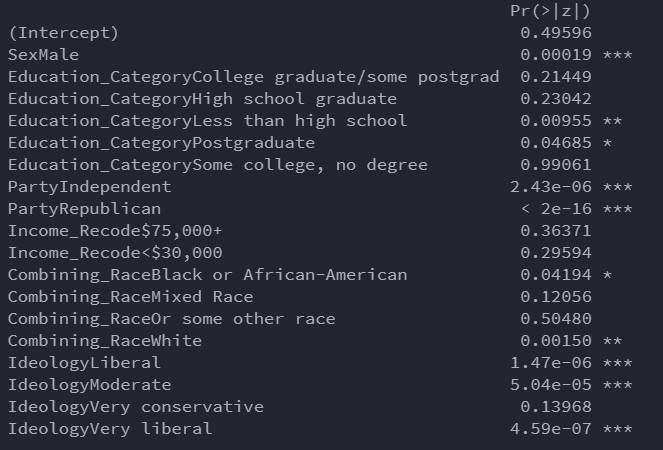 Pr(>|z|)
(Intercept) 0.49596
SexMale 0.00019 ***
Education_CategoryCollege graduate/some postgrad 0.21449
Education_CategoryHigh school graduate 0.23042
Education_CategoryLess than high school 0.00955 **
Education_CategoryPostgraduate 0.04685 *
Education_CategorySome college, no degree 0.99061
PartyIndependent 2.43e-06 ***
PartyRepublican < 2e-16 ***
Income_Recode$75,000+ 0.36371
Income_Recode<$30,000 0.29594
Combining_RaceBlack or African-American 0.04194 *
Combining_RaceMixed Race 0.12056
Combining_RaceOr some other race 0.50480
Combining_RaceWhite 0.00150 **
IdeologyLiberal 1.47e-06 ***
IdeologyModerate 5.04e-05 ***
IdeologyVery conservative 0.13968
IdeologyVery liberal 4.59e-07 ***